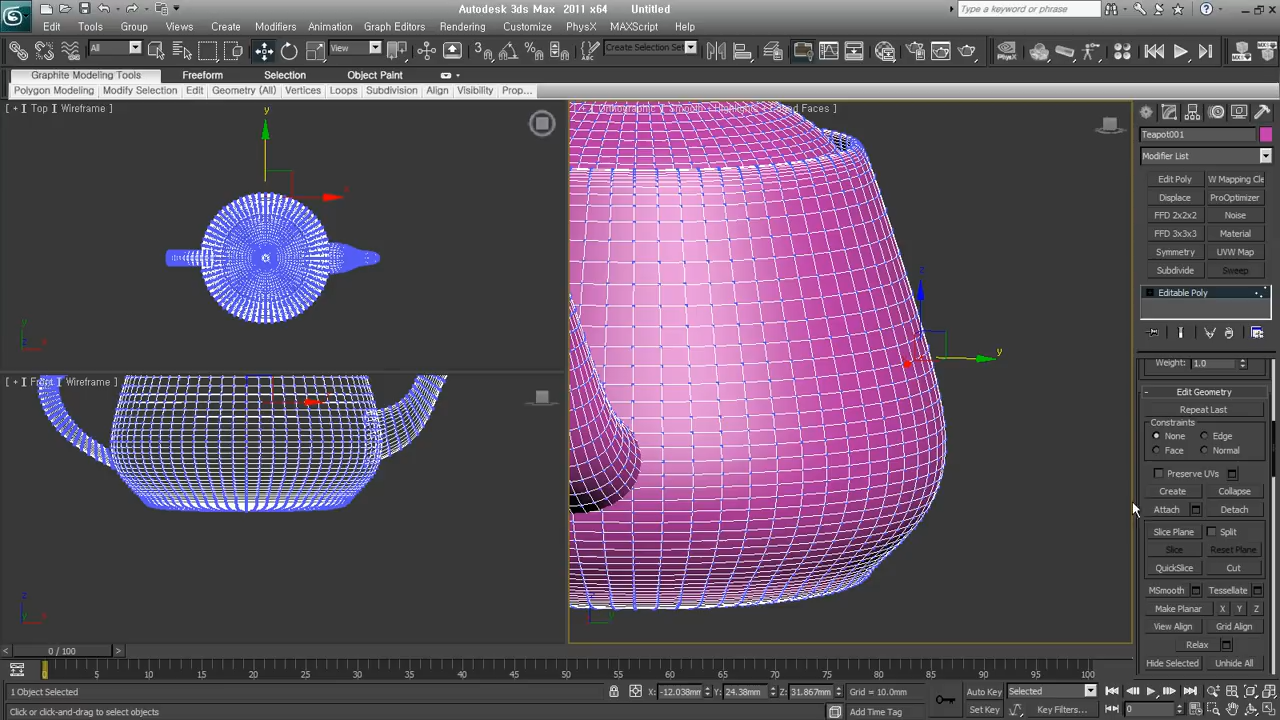 Autodesk 3ds Max 2011 x64 Untitled
Type a keyword or phrase
Edit Tools Group Views Create Modifiers Animation Graph Editors Rendering Customize PhysX MAXScript Help
All View Create Selection Set
Graphite Modeling Tools Freeform Selection Object Paint
Polygon Modeling Modify Selection Edit Geometry (All) Vertices Loops Subdivision Align Visibility Prop...
[ + ] Top ] Wireframe ]
y
x
y
[ + ] Front ] Wireframe ]
z
z
y
Teapot001
Modifier List
Edit Poly W Mapping Cle
Displace ProOptimizer
FFD 2x2x2 Noise
FFD 3x3x3 Material
Symmetry UVW Map
Subdivide Sweep
Editable Poly
Weight: 1.0
- Edit Geometry
Repeat Last
Constraints
None Edge
Face Normal
Preserve UVs
Create Collapse
Attach Detach
Slice Plane Split
Slice Reset Plane
QuickSlice Cut
MSmooth Tessellate
Make Planar X Y Z
View Align Grid Align
Relax
Hide Selected Unhide All
< 0 / 100 >
0 5 10 15 20 25 30 35 40 45 50 55 60 65 70 75 80 85 90 95 100
1 Object Selected X: -12.038mm Y: 24.38mm Z: 31.867mm Grid = 10.0mm Auto Key Selected
Click or click-and-drag to select objects Add Time Tag Set Key Key Filters... 0